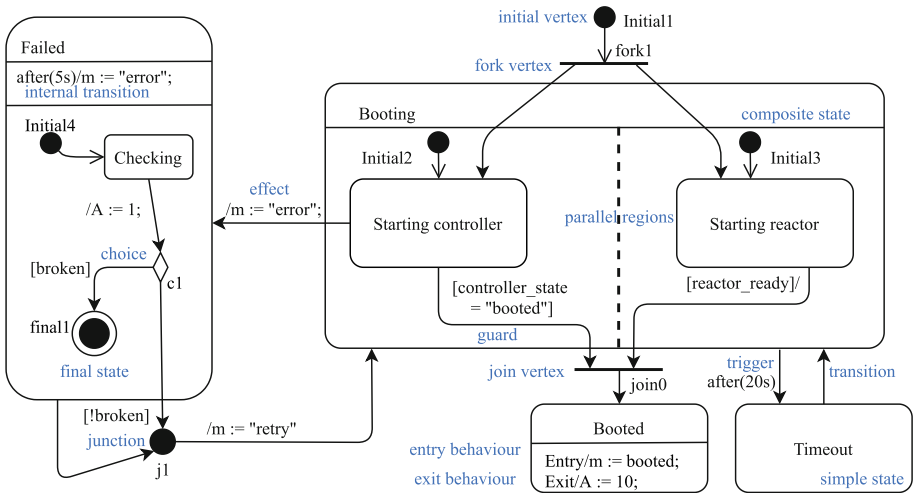 initial vertex
Initial1
fork1
fork vertex
Failed
after(5s)/m := "error";
internal transition
Initial4
Checking
/A := 1;
choice
[broken]
c1
final1
final state
[!broken]
junction
j1
effect
/m := "error";
Booting
composite state
Initial2
Initial3
Starting controller
parallel regions
Starting reactor
[controller_state
= "booted"]
[reactor_ready]/
guard
join vertex
join0
trigger
after(20s)
transition
/m := "retry"
Booted
entry behaviour
Entry/m := booted;
exit behaviour
Exit/A := 10;
Timeout
simple state